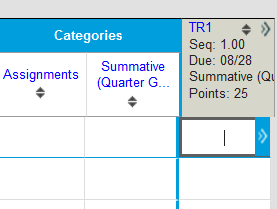 Categories
Assignments
Summative
(Quarter G...
TR1
Seq: 1.00
Due: 08/28
Summative (Qu
Points: 25